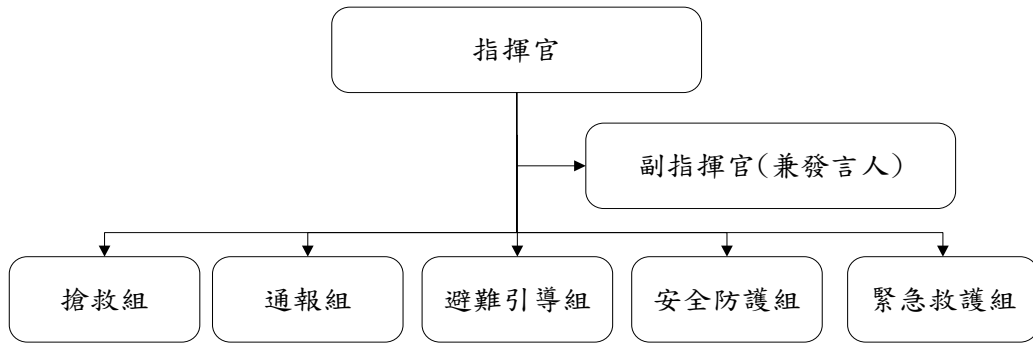 指揮官
副指揮官(兼發言人)
搶救組
通報組
避難引導組
安全防護組
緊急救護組